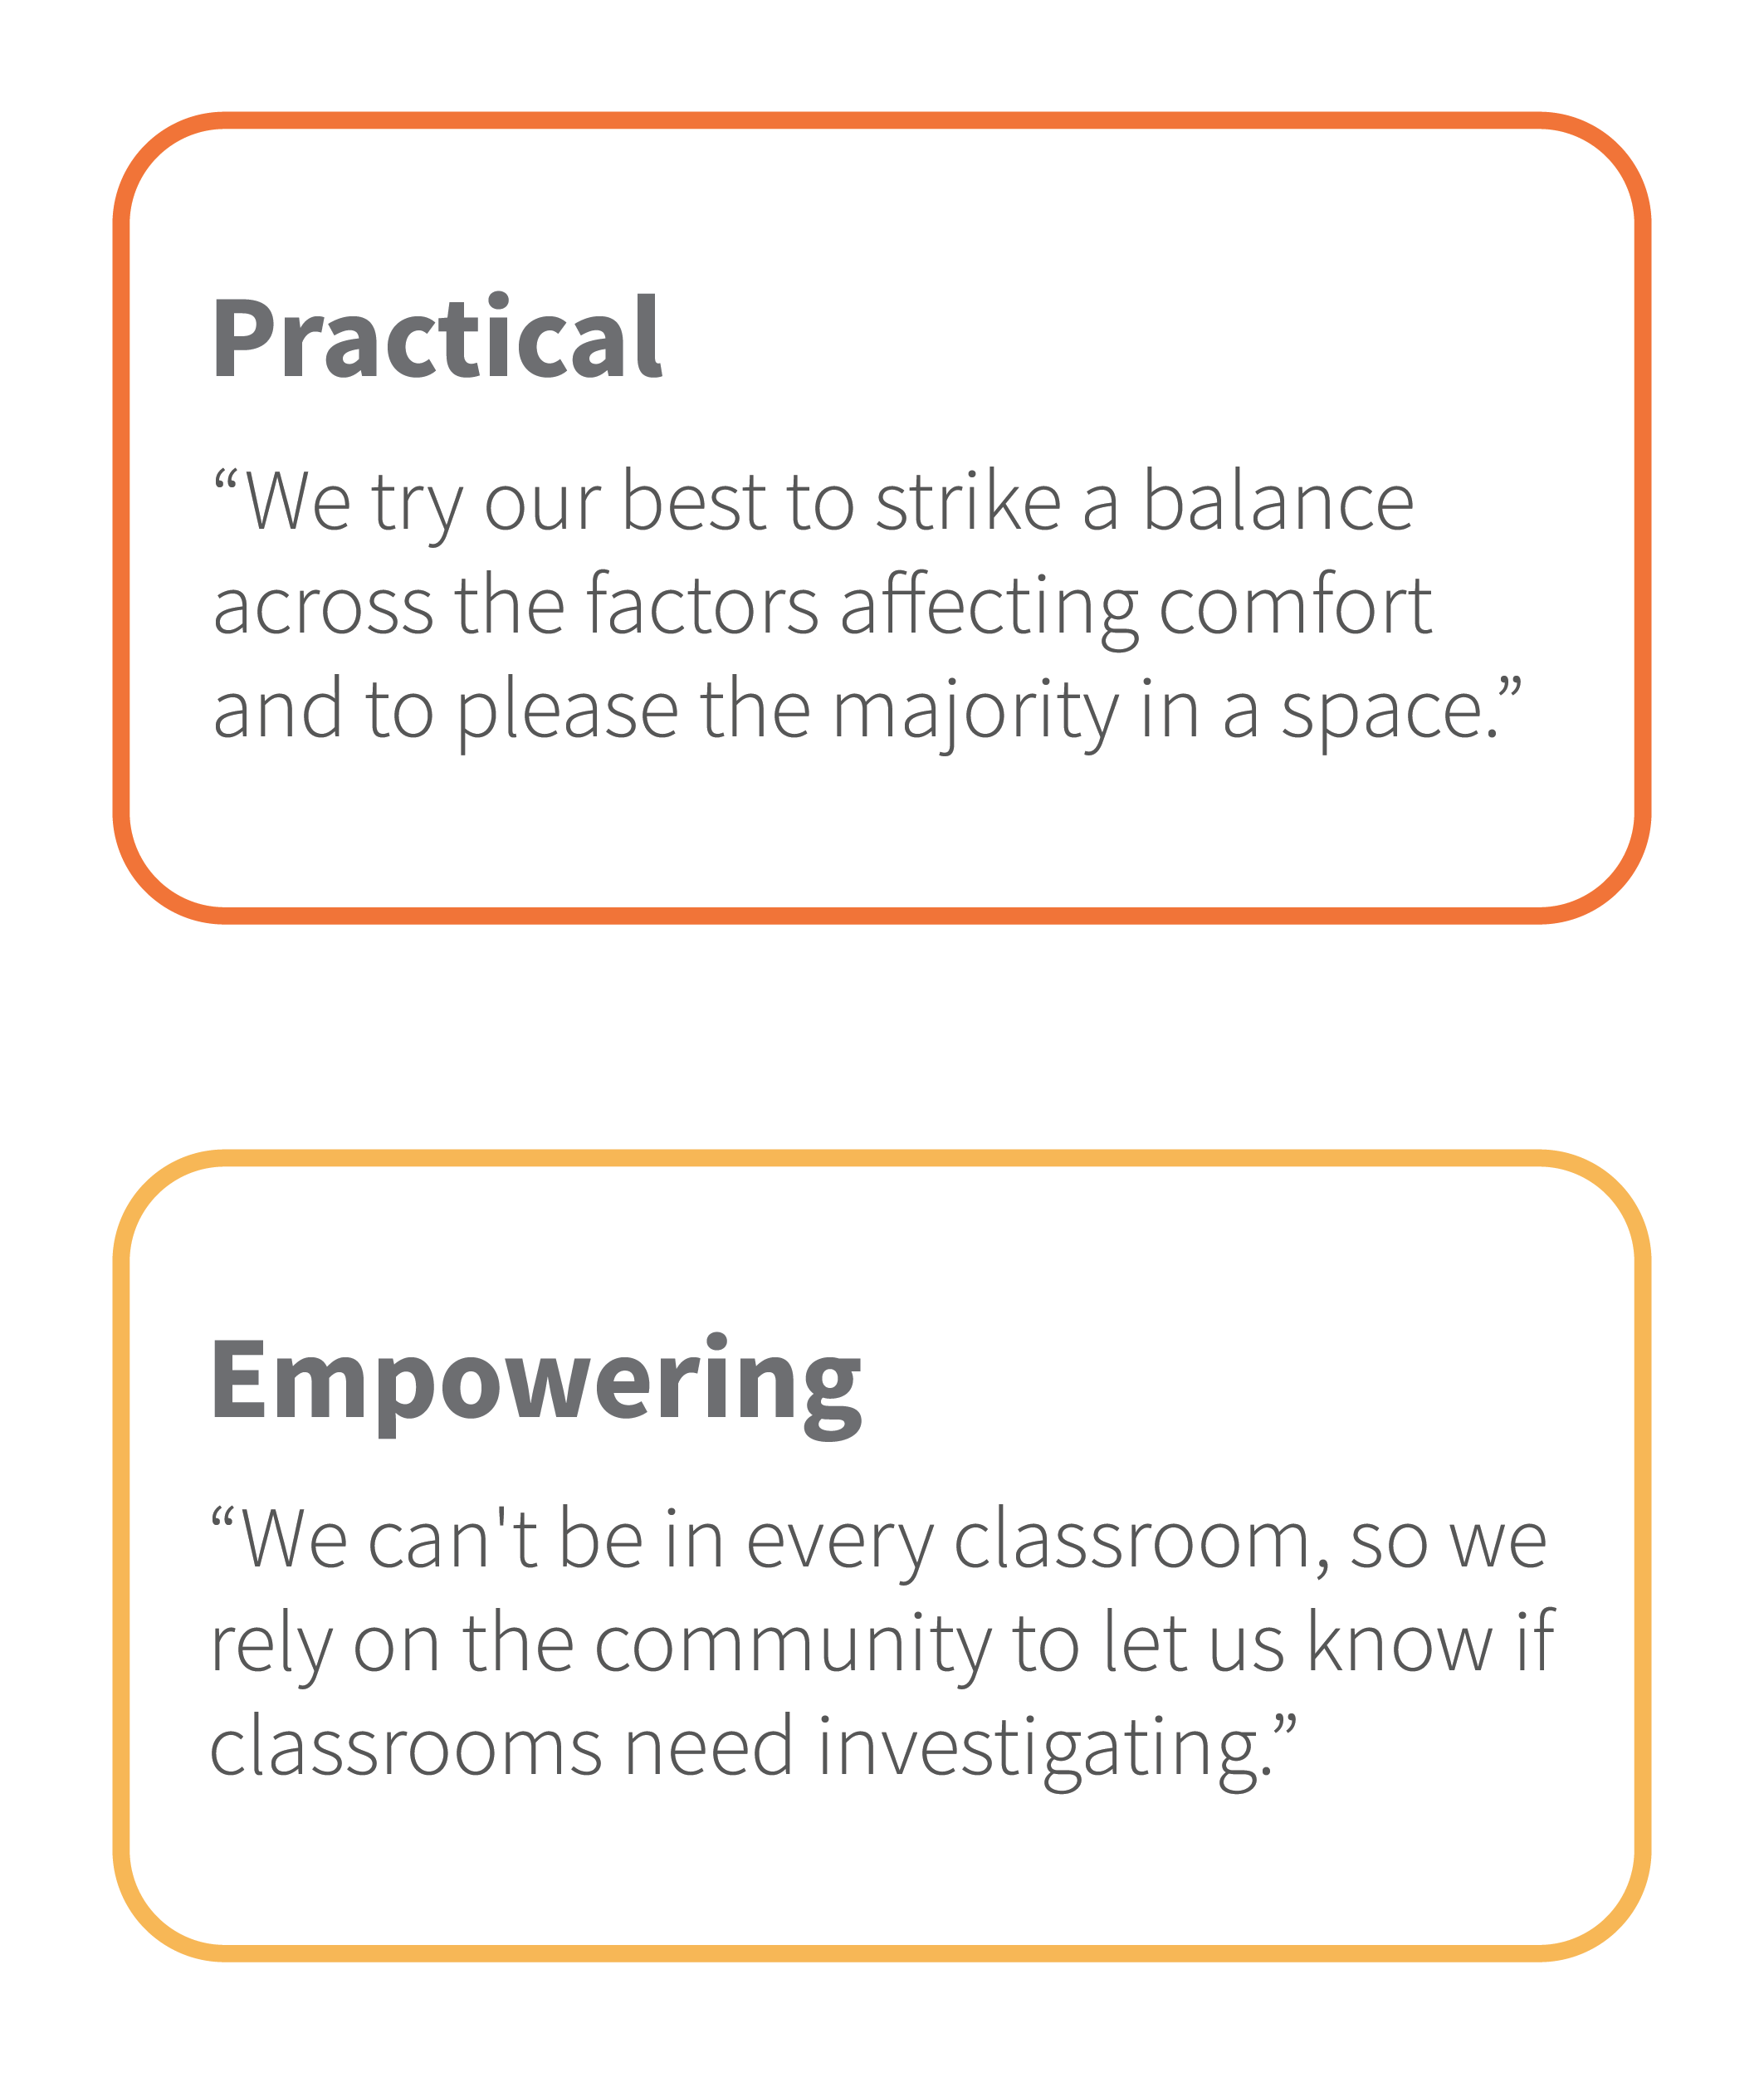 Practical
“We try our best to strike a balance
across the factors affecting comfort
and to please the majority in a space.”
Empowering
“We can't be in every classroom, so we
rely on the community to let us know if
classrooms need investigating.”